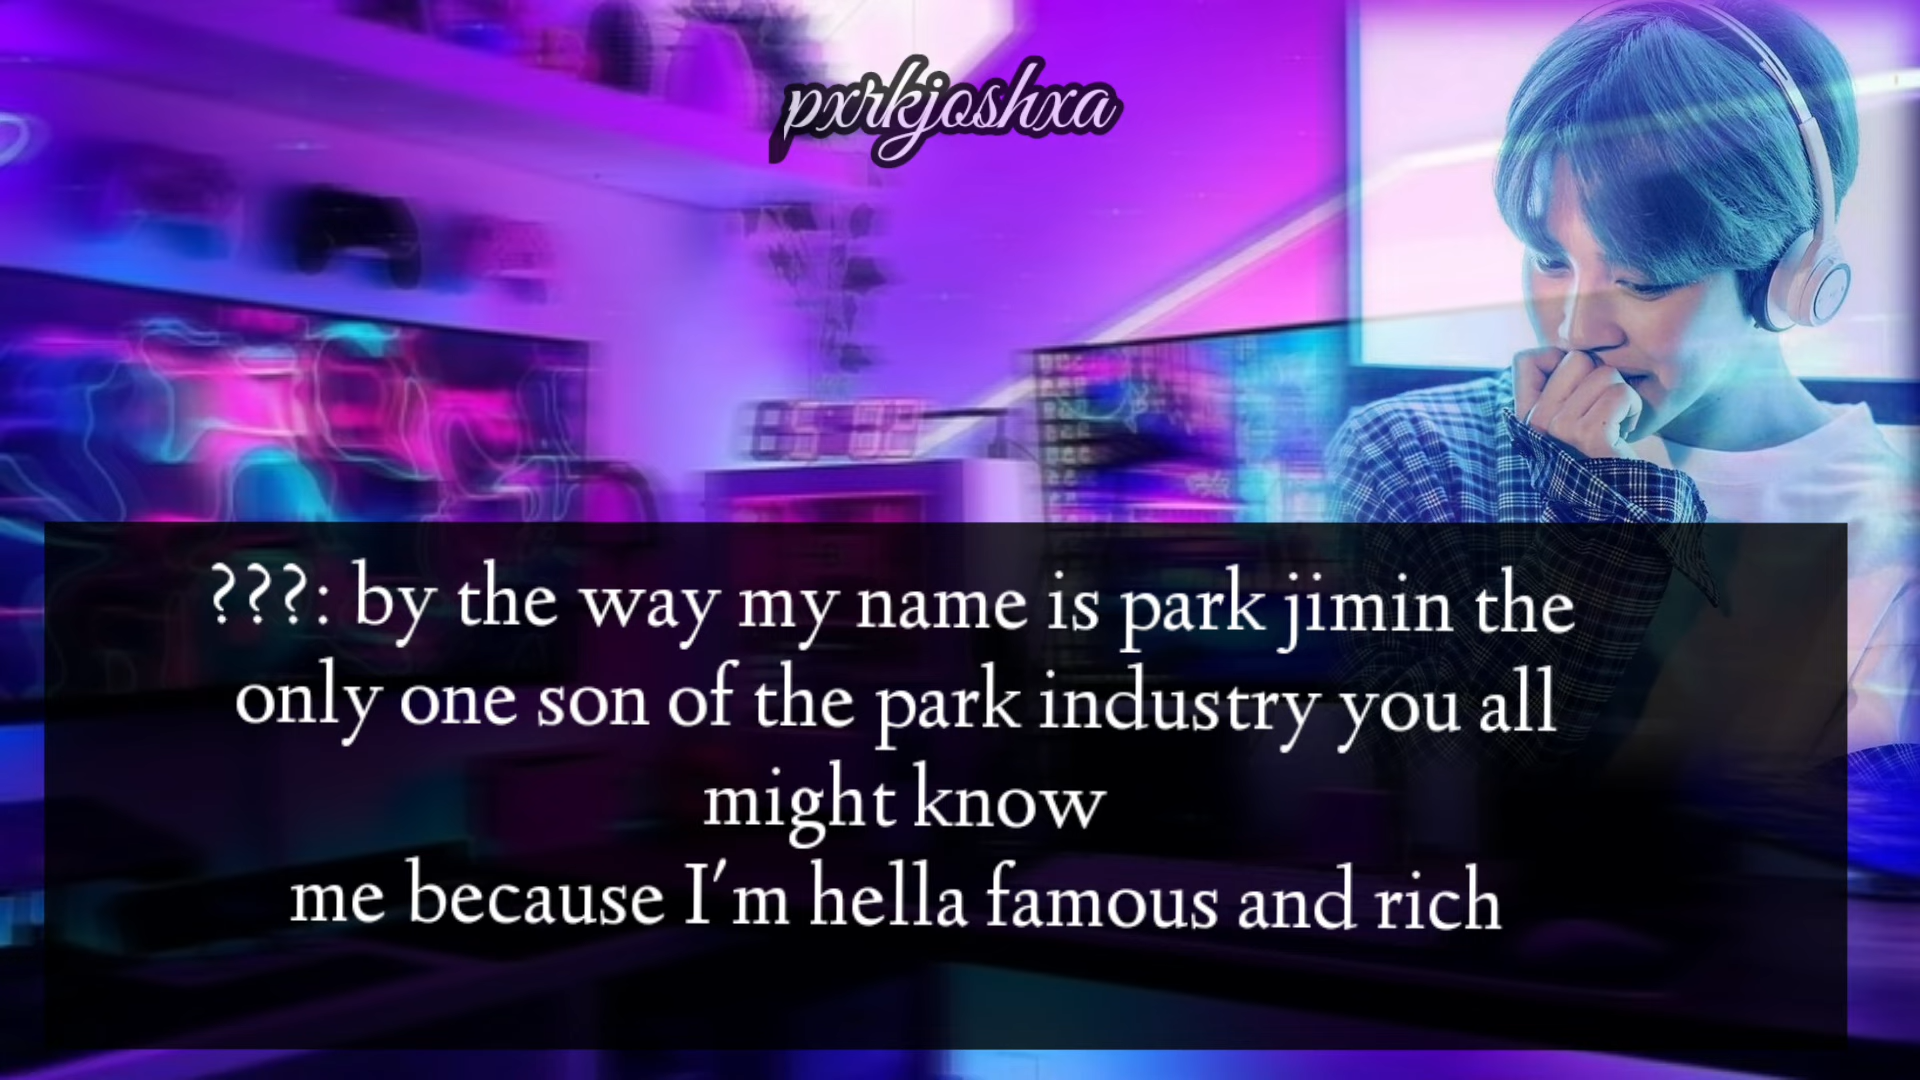 pxrkjoshxa
???: by the way my name is park jimin the
only one son of the park industry you all
might know
me because I'm hella famous and rich